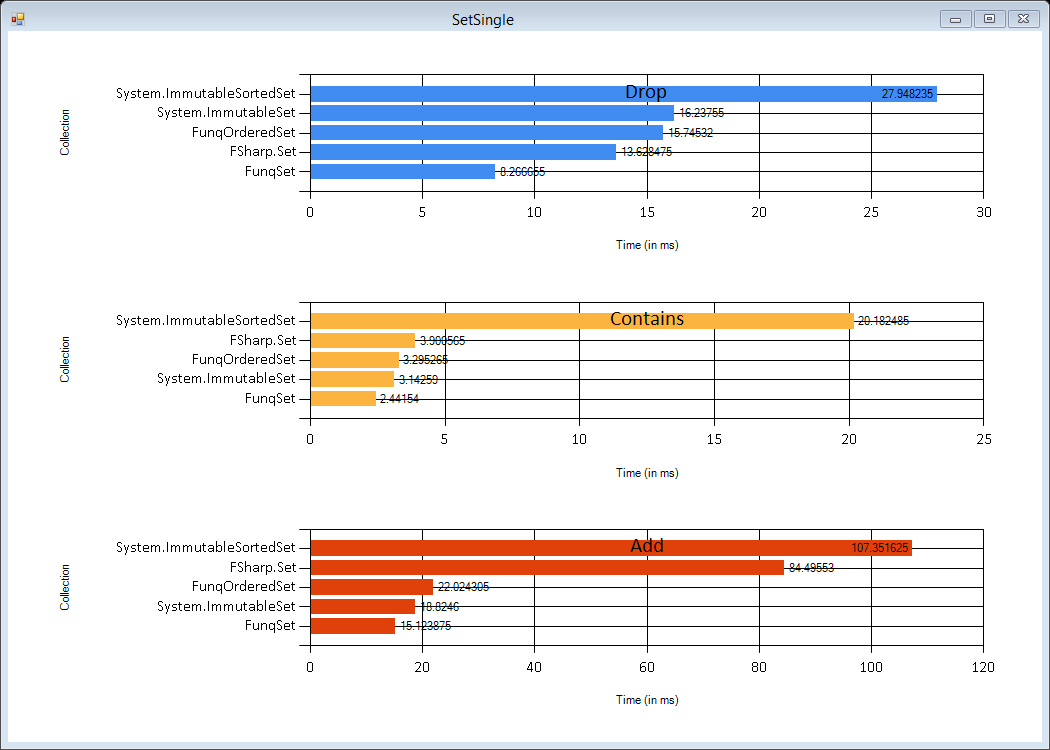 SetSingle
Drop
Collection
System.ImmutableSortedSet 27.948235
System.ImmutableSet 16.23755
FunqOrderedSet 15.74532
FSharp.Set 13.628475
FunqSet 8.266655
0 5 10 15 20 25 30
Time (in ms)
Contains
Collection
System.ImmutableSortedSet 20.182485
FSharp.Set 3.900565
FunqOrderedSet 3.295265
System.ImmutableSet 3.14259
FunqSet 2.44154
0 5 10 15 20 25
Time (in ms)
Add
Collection
System.ImmutableSortedSet 107.351625
FSharp.Set 84.49553
FunqOrderedSet 22.024305
System.ImmutableSet 18.8246
FunqSet 15.123875
0 20 40 60 80 100 120
Time (in ms)